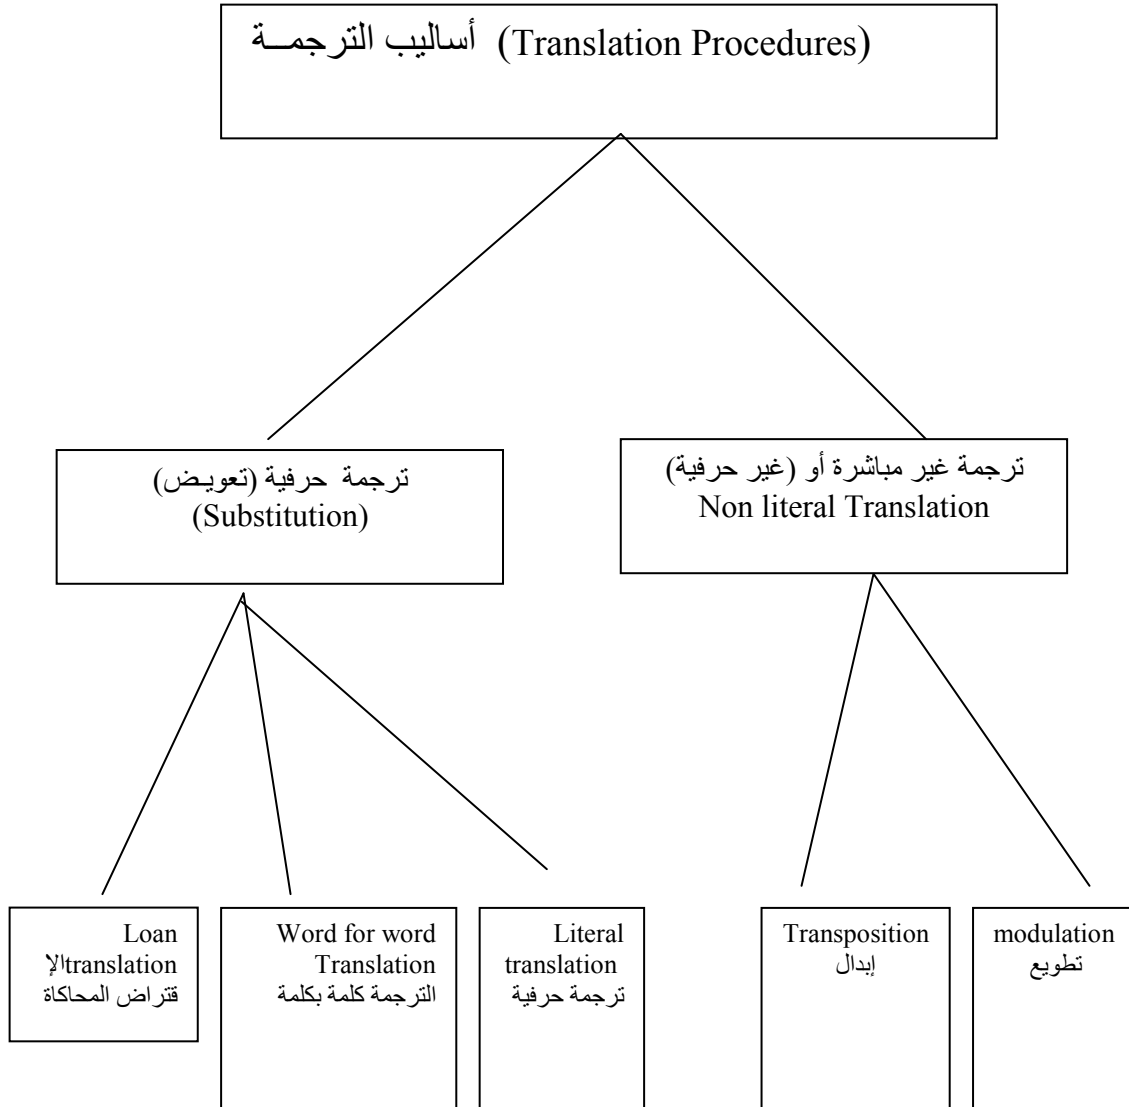 أساليب الترجمــة (Translation Procedures)
ترجمة غير مباشرة أو (غير حرفية)
Non literal Translation
ترجمة حرفية (تعويـض)
(Substitution)
Loan
translationالإ
قتراض المحاكاة
Word for word
Translation
الترجمة كلمة بكلمة
Literal
translation
ترجمة حرفية
Transposition
إبدال
modulation
تطويع